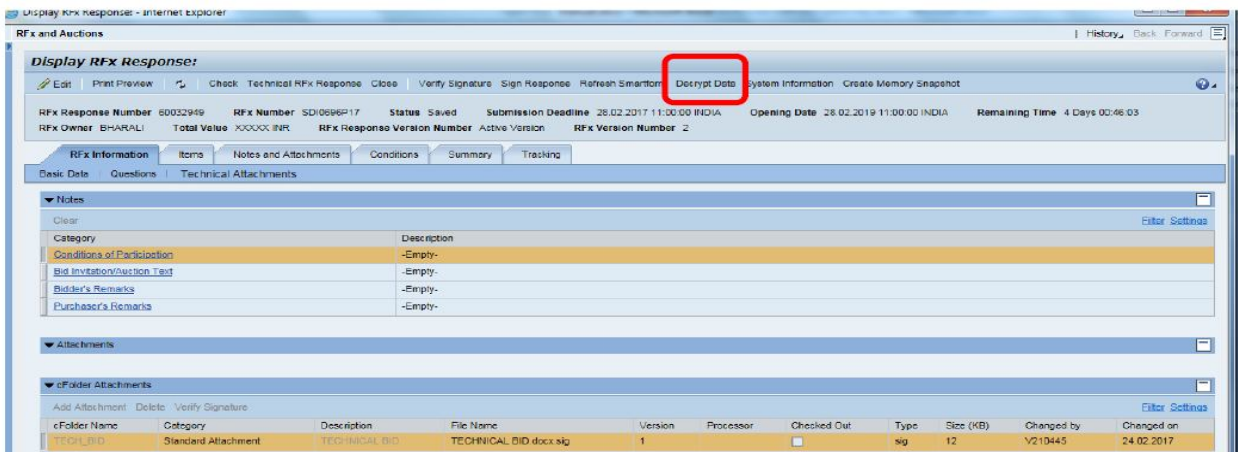 Display RFx Response: - Internet Explorer
RFx and Auctions
History Back Forward
Display RFx Response:
Edit Print Preview Check Technical RFx Response Close Verify Signature Sign Response Refresh Smartform Decrypt Data System Information Create Memory Snapshot
RFx Response Number 60032949 RFx Number SDI0696P17 Status Saved Submission Deadline 28.02.2017 11:00:00 INDIA Opening Date 28.02.2019 11:00:00 INDIA Remaining Time 4 Days 00:46:03
RFx Owner BHARALI Total Value XXXXX INR RFx Response Version Number Active Version RFx Version Number 2
RFx Information Items Notes and Attachments Conditions Summary Tracking
Basic Data Questions Technical Attachments
Notes
Clear Filter Settings
Category Description
Conditions of Participation -Empty-
Bid Invitation/Auction Text -Empty-
Bidder's Remarks -Empty-
Purchaser's Remarks -Empty-
Attachments
cFolder Attachments
Add Attachment Delete Verify Signature Filter Settings
cFolder Name Category Description File Name Version Processor Checked Out Type Size (KB) Changed by Changed on
TECH_BID Standard Attachment TECHNICAL BID TECHNICAL BID docx.sig 1 sig 12 V210445 24.02.2017